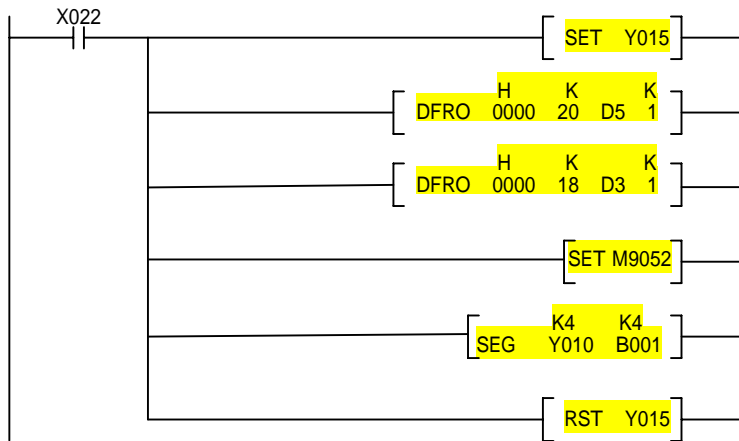 X022
SET Y015
H K K
DFRO 0000 20 D5 1
H K K
DFRO 0000 18 D3 1
SET M9052
K4 K4
SEG Y010 B001
RST Y015